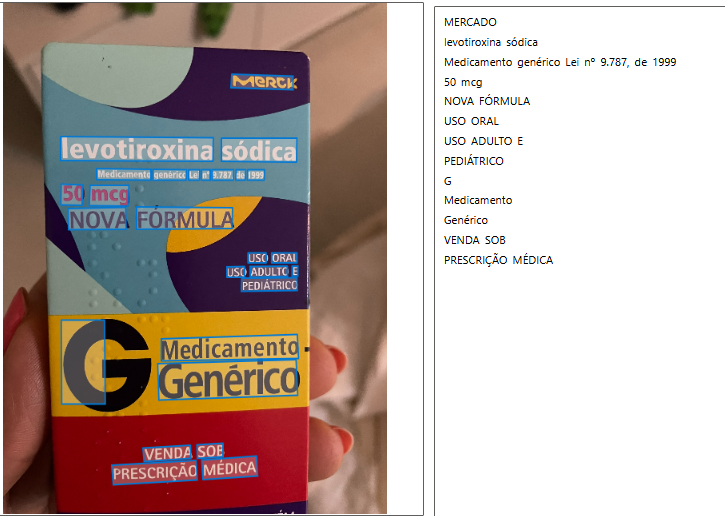 MERCK
levotiroxina sódica
Medicamento genérico Lei nº 9.787, de 1999
50 mcg
NOVA FÓRMULA
USO ORAL
USO ADULTO E
PEDIÁTRICO
G
Medicamento
Genérico
VENDA SOB
PRESCRIÇÃO MÉDICA
MERCADO
levotiroxina sódica
Medicamento genérico Lei nº 9.787, de 1999
50 mcg
NOVA FÓRMULA
USO ORAL
USO ADULTO E
PEDIÁTRICO
G
Medicamento
Genérico
VENDA SOB
PRESCRIÇÃO MÉDICA